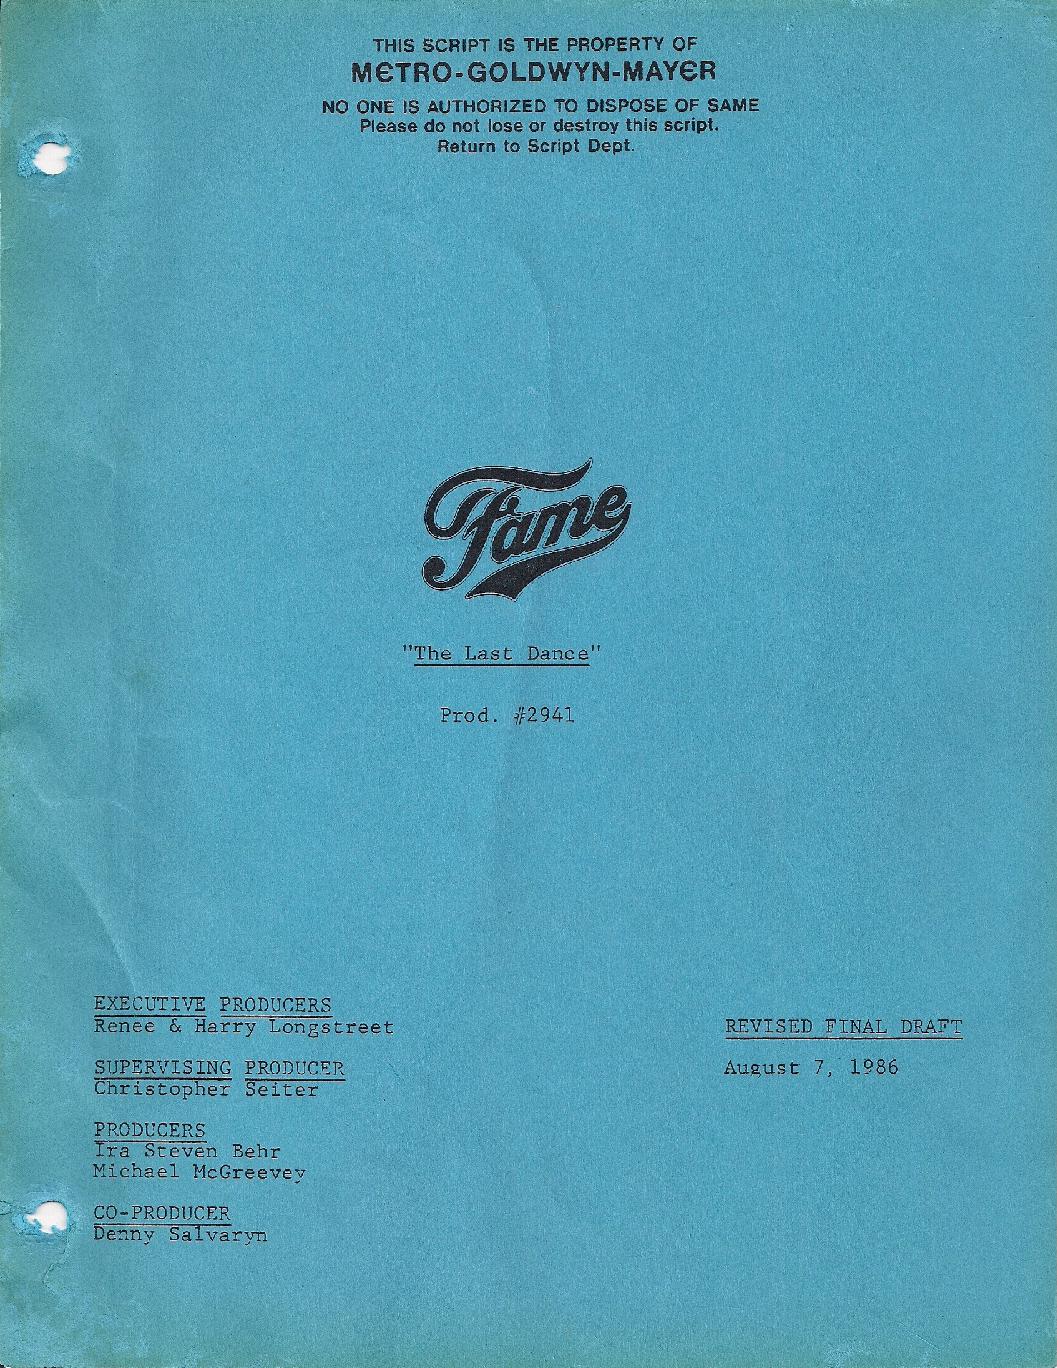 THIS SCRIPT IS THE PROPERTY OF
METRO-GOLDWYN-MAYER
NO ONE IS AUTHORIZED TO DISPOSE OF SAME
Please do not lose or destroy this script.
Return to Script Dept.
Fame
"The Last Dance"
Prod. #2941
EXECUTIVE PRODUCERS
Renee & Harry Longstreet
SUPERVISING PRODUCER
Christopher Seiter
PRODUCERS
Ira Steven Behr
Michael McGreevey
CO-PRODUCER
Denny Salvaryn
REVISED FINAL DRAFT
August 7, 1986